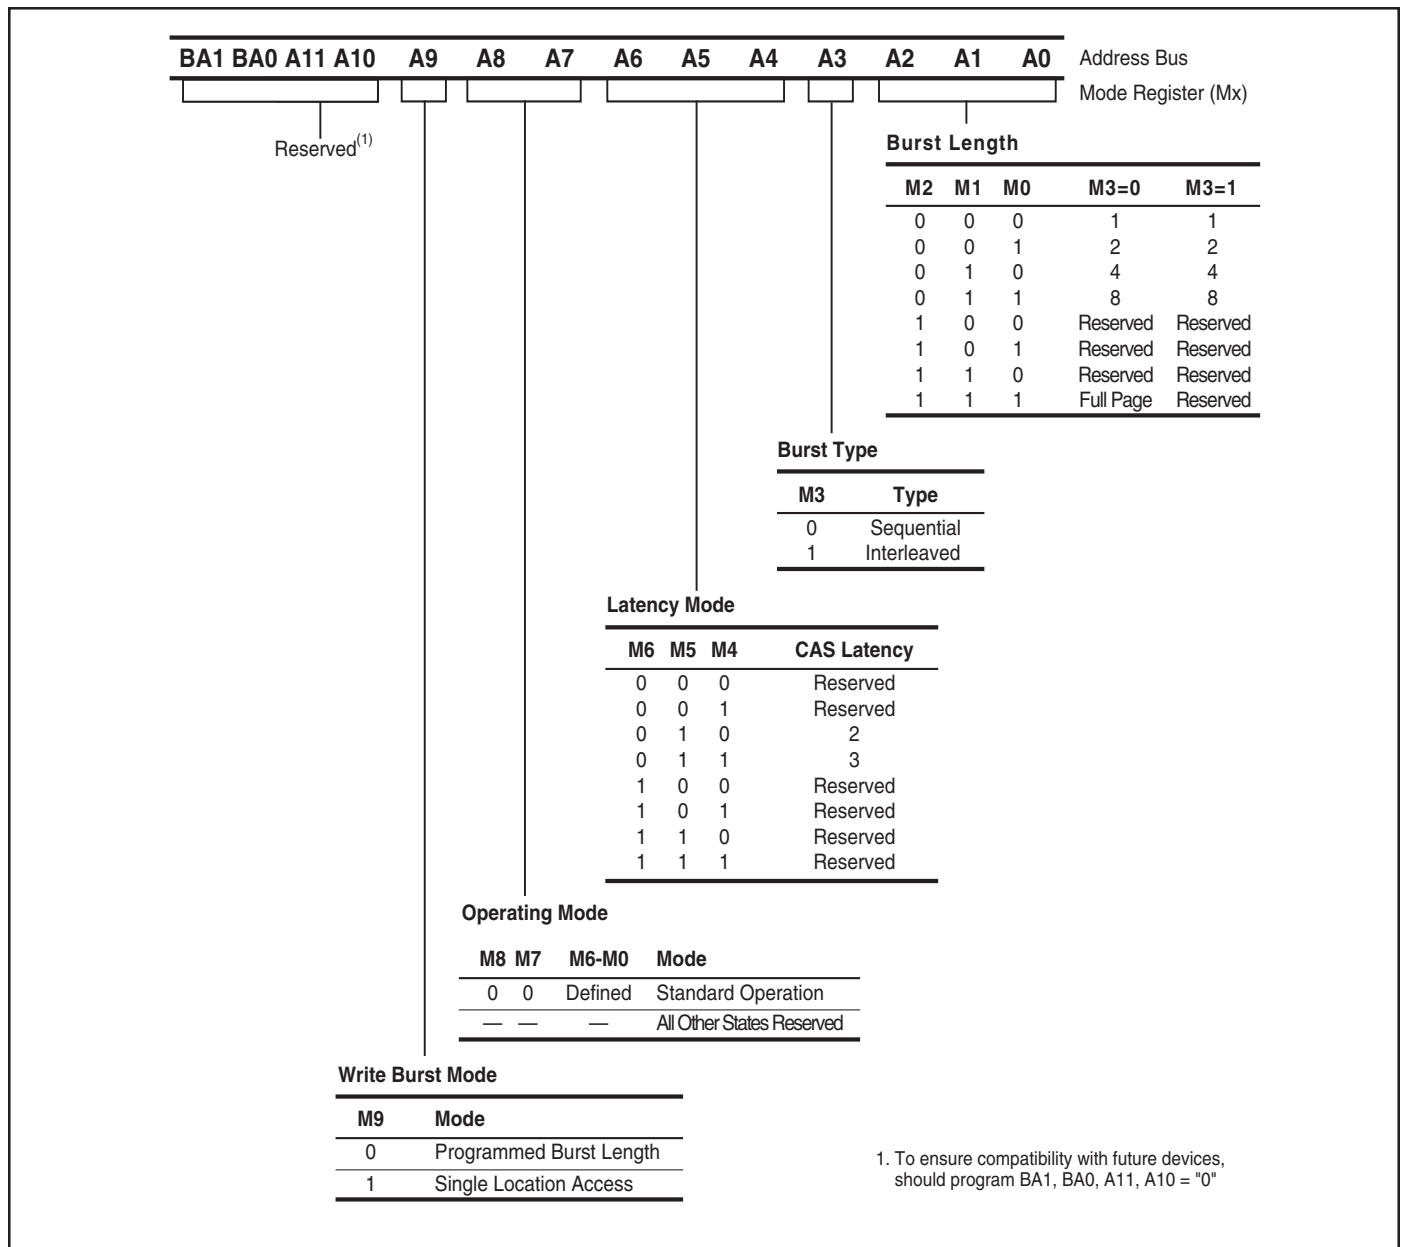 BA1 BA0 A11 A10 A9 A8 A7 A6 A5 A4 A3 A2 A1 A0 Address Bus
Mode Register (Mx)
Reserved(1)
Burst Length
M2 M1 M0 M3=0 M3=1
0 0 0 1 1
0 0 1 2 2
0 1 0 4 4
0 1 1 8 8
1 0 0 Reserved Reserved
1 0 1 Reserved Reserved
1 1 0 Reserved Reserved
1 1 1 Full Page Reserved
Burst Type
M3 Type
0 Sequential
1 Interleaved
Latency Mode
M6 M5 M4 CAS Latency
0 0 0 Reserved
0 0 1 Reserved
0 1 0 2
0 1 1 3
1 0 0 Reserved
1 0 1 Reserved
1 1 0 Reserved
1 1 1 Reserved
Operating Mode
M8 M7 M6-M0 Mode
0 0 Defined Standard Operation
— — — All Other States Reserved
Write Burst Mode
M9 Mode
0 Programmed Burst Length
1 Single Location Access
1. To ensure compatibility with future devices,
should program BA1, BA0, A11, A10 = "0"